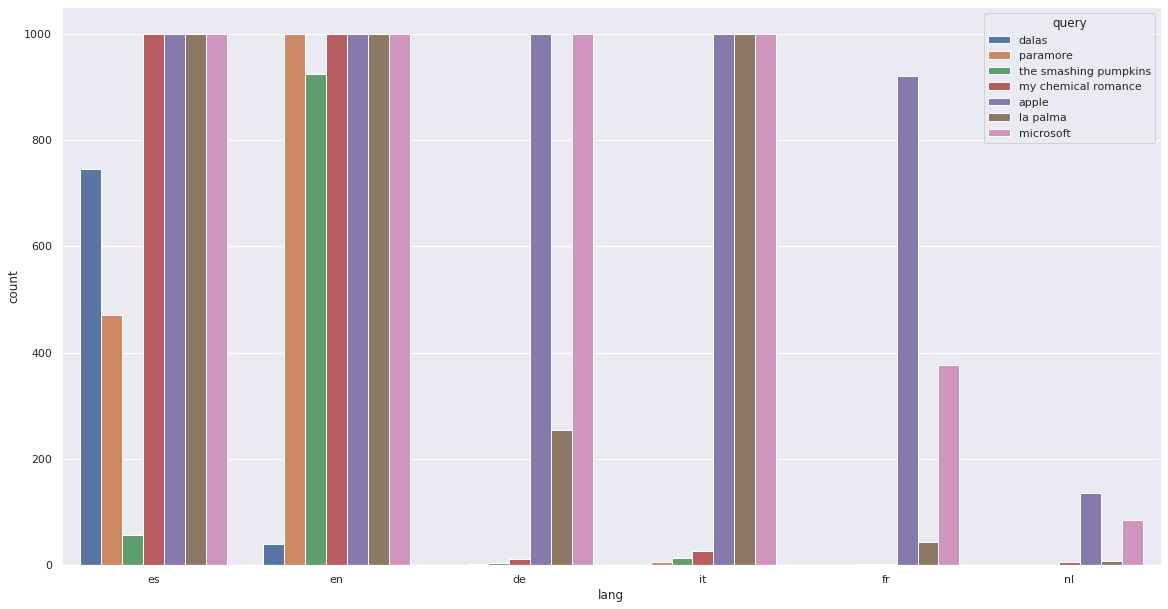 query
dalas
paramore
the smashing pumpkins
my chemical romance
apple
la palma
microsoft
count
1000
800
600
400
200
0
es en de it fr nl
lang